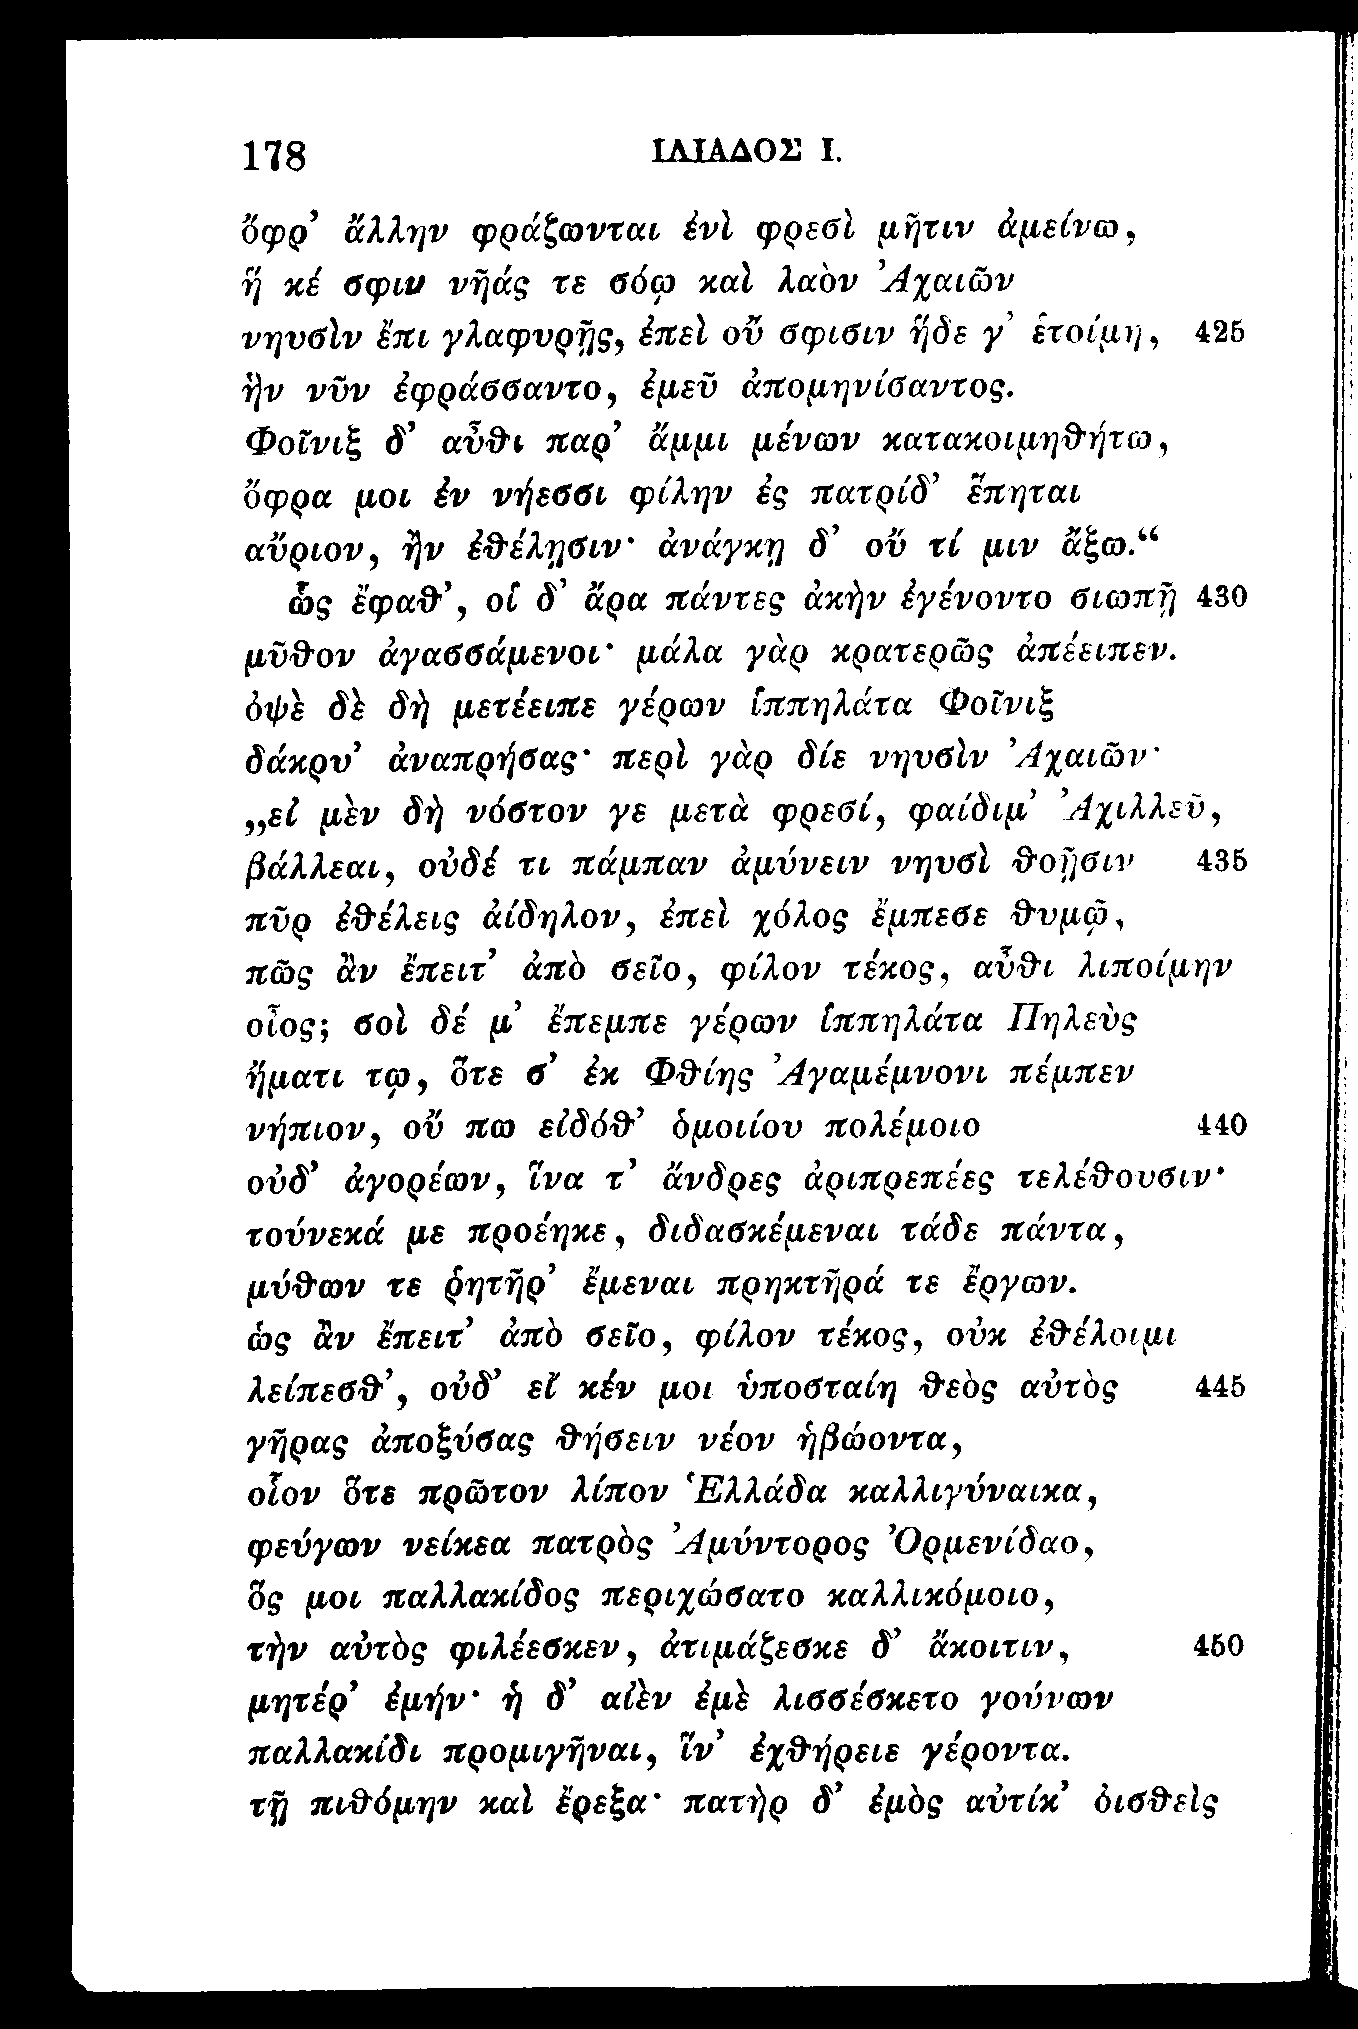 178 ΙΛΙΑΔΟΣ Ι.
ὄφρ’ ἄλλην φράζωνται ἐνὶ φρεσὶ μῆτιν ἀμείνω,
ἥ κέ σφιν νῆάς τε σόῳ καὶ λαὸν Ἀχαιῶν
νηυσὶν ἔπι γλαφυρῇς, ἐπεὶ οὔ σφισιν ἥδε γ’ ἑτοίμη, 425
ἣν νῦν ἐφράσσαντο, ἐμεῦ ἀπομηνίσαντος.
Φοῖνιξ δ’ αὖθι παρ’ ἄμμι μένων κατακοιμηθήτω,
ὄφρα μοι ἐν νήεσσι φίλην ἐς πατρίδ’ ἕπηται
αὔριον, ἢν ἐθέλῃσιν· ἀνάγκῃ δ’ οὔ τί μιν ἄξω.“
ὣς ἔφαθ’, οἳ δ’ ἄρα πάντες ἀκὴν ἐγένοντο σιωπῇ 430
μῦθον ἀγασσάμενοι· μάλα γὰρ κρατερῶς ἀπέειπεν.
ὀψὲ δὲ δὴ μετέειπε γέρων ἱππηλάτα Φοῖνιξ
δάκρυ’ ἀναπρήσας· περὶ γὰρ δίε νηυσὶν Ἀχαιῶν·
„εἰ μὲν δὴ νόστον γε μετὰ φρεσί, φαίδιμ’ Ἀχιλλεῦ,
βάλλεαι, οὐδέ τι πάμπαν ἀμύνειν νηυσὶ θοῇσιν 435
πῦρ ἐθέλεις ἀίδηλον, ἐπεὶ χόλος ἔμπεσε θυμῷ,
πῶς ἂν ἔπειτ’ ἀπὸ σεῖο, φίλον τέκος, αὖθι λιποίμην
οἶος; σοὶ δέ μ’ ἔπεμπε γέρων ἱππηλάτα Πηλεὺς
ἤματι τῳ, ὅτε σ’ ἐκ Φθίης Ἀγαμέμνονι πέμπεν
νήπιον, οὔ πω εἰδόθ’ ὁμοιίου πολέμοιο 440
οὐδ’ ἀγορέων, ἵνα τ’ ἄνδρες ἀριπρεπέες τελέθουσιν·
τούνεκά με προέηκε, διδασκέμεναι τάδε πάντα,
μύθων τε ῥητῆρ’ ἔμεναι πρηκτῆρά τε ἔργων.
ὡς ἂν ἔπειτ’ ἀπὸ σεῖο, φίλον τέκος, οὐκ ἐθέλοιμι
λείπεσθ’, οὐδ’ εἴ κέν μοι ὑποσταίη θεὸς αὐτὸς 445
γῆρας ἀποξύσας θήσειν νέον ἡβώοντα,
οἷον ὅτε πρῶτον λίπον Ἑλλάδα καλλιγύναικα,
φεύγων νείκεα πατρὸς Ἀμύντορος Ὀρμενίδαο,
ὅς μοι παλλακίδος περιχώσατο καλλικόμοιο,
τὴν αὐτὸς φιλέεσκεν, ἀτιμάζεσκε δ’ ἄκοιτιν, 450
μητέρ’ ἐμήν· ἡ δ’ αἰὲν ἐμὲ λισσέσκετο γούνων
παλλακίδι προμιγῆναι, ἵν’ ἐχθήρειε γέροντα.
τῇ πιθόμην καὶ ἔρεξα· πατὴρ δ’ ἐμὸς αὐτίκ’ ὀισθεὶς